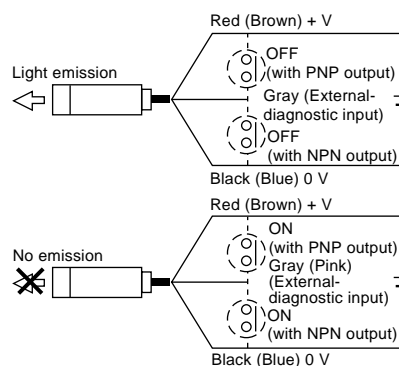 Red (Brown) + V
OFF
Light emission
(with PNP output)
Gray (External-
diagnostic input)
OFF
(with NPN output)
Black (Blue) 0 V
Red (Brown) + V
ON
(with PNP output)
No emission
Gray (Pink)
(External-
diagnostic input)
ON
(with NPN output)
Black (Blue) 0 V